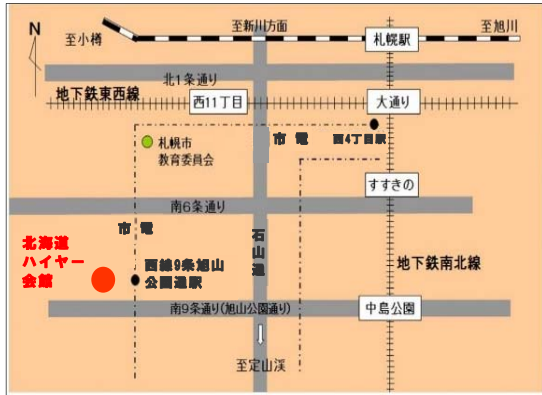 N
至小樽
至新川方面
至旭川
札幌駅
北1条通り
地下鉄東西線
西11丁目
大通り
札幌市
教育委員会
市 電
西4丁目駅
すすきの
南6条通り
市 電
石山通
北海道
ハイヤー
会館
西線9条旭山
公園通駅
地下鉄南北線
南9条通り(旭山公園通り)
中島公園
至定山渓